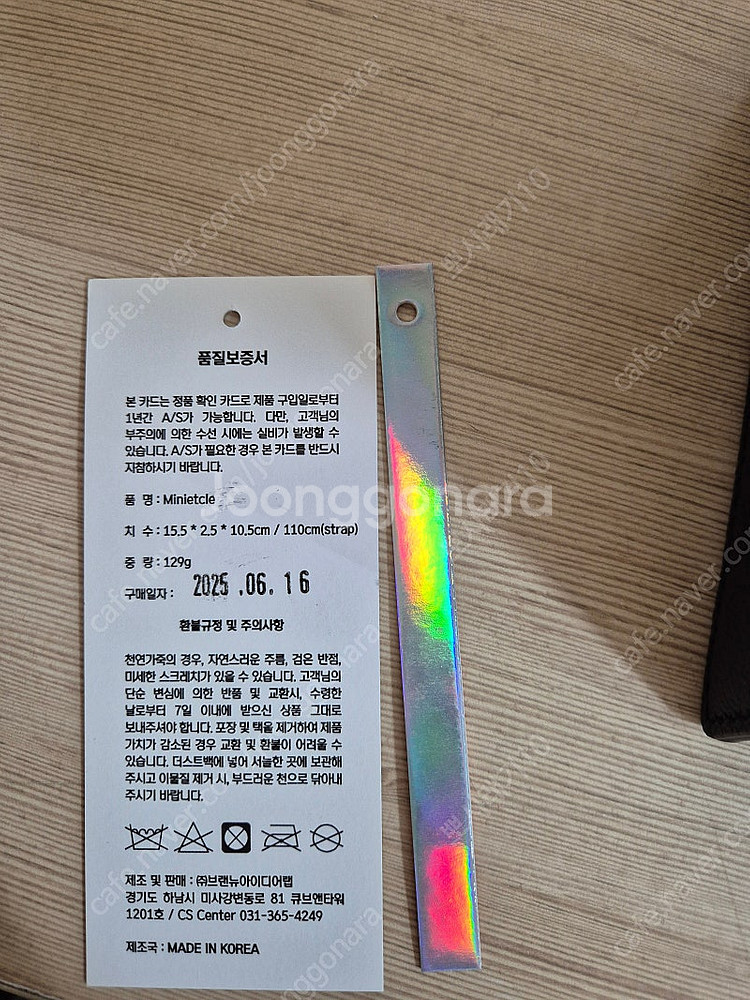 품질보증서
본 카드는 정품 확인 카드로 제품 구입일로부터
1년간 A/S가 가능합니다. 다만, 고객님의
부주의에 의한 수선 시에는 실비가 발생할 수
있습니다. A/S가 필요한 경우 본 카드를 반드시
지참하시기 바랍니다.
품 명 : Minietcle
치 수 : 15.5 * 2.5 * 10.5cm / 110cm(strap)
중 량 : 129g
구매일자 : 2025 .06. 16
환불규정 및 주의사항
천연가죽의 경우, 자연스러운 주름, 검은 반점,
미세한 스크레치가 있을 수 있습니다. 고객님의
단순 변심에 의한 반품 및 교환시, 수령한
날로부터 7일 이내에 받으신 상품 그대로
보내주셔야 합니다. 포장 및 택을 제거하여 제품
가치가 감소된 경우 교환 및 환불이 어려울 수
있습니다. 더스트백에 넣어 서늘한 곳에 보관해
주시고 이물질 제거 시, 부드러운 천으로 닦아내
주시기 바랍니다.
제조 및 판매 : ㈜브랜뉴아이디어랩
경기도 하남시 미사강변동로 81 큐브앤타워
1201호 / CS Center 031-365-4249
제조국 : MADE IN KOREA
Joonggonara
cafe.naver.com/joonggonara